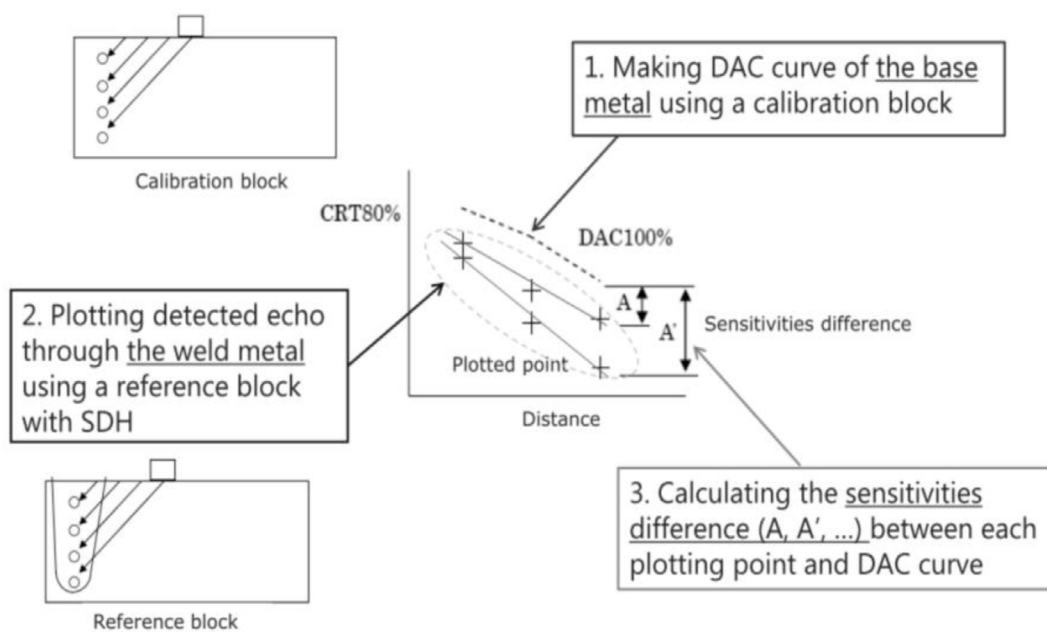 1. Making DAC curve of the base
metal using a calibration block
Calibration block
CRT80%
DAC100%
2. Plotting detected echo
through the weld metal
using a reference block
with SDH
A
A'
Sensitivities difference
Plotted point
Distance
3. Calculating the sensitivities
difference (A, A', ...) between each
plotting point and DAC curve
Reference block